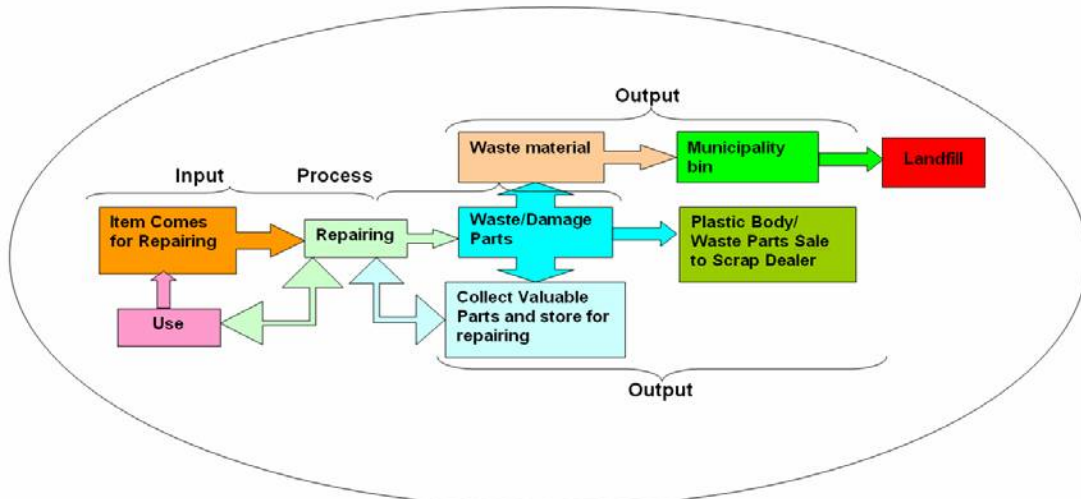 Output
Waste material
Municipality
bin
Landfill
Input
Process
Item Comes
for Repairing
Repairing
Waste/Damage
Parts
Plastic Body/
Waste Parts Sale
to Scrap Dealer
Use
Collect Valuable
Parts and store for
repairing
Output